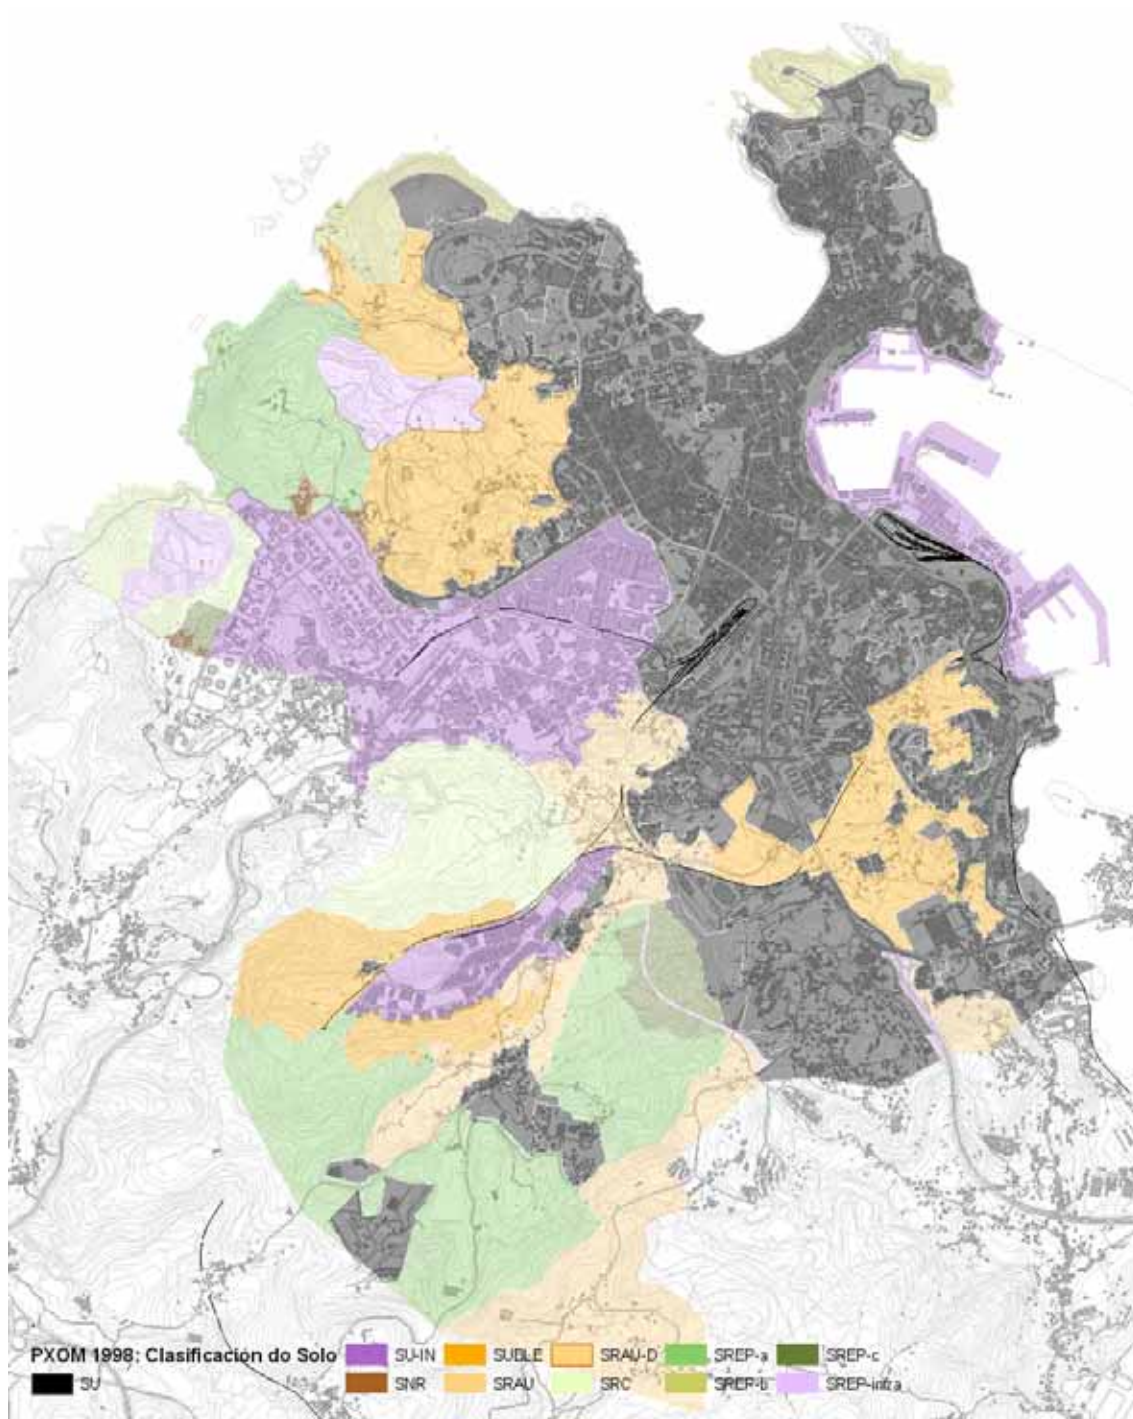 PXOM 1998: Clasificación do Solo
SU-IN SUBLE SRAU-D SREP-a SREP-c
SU SNR SRAU SRC SREP-b SREP-infra